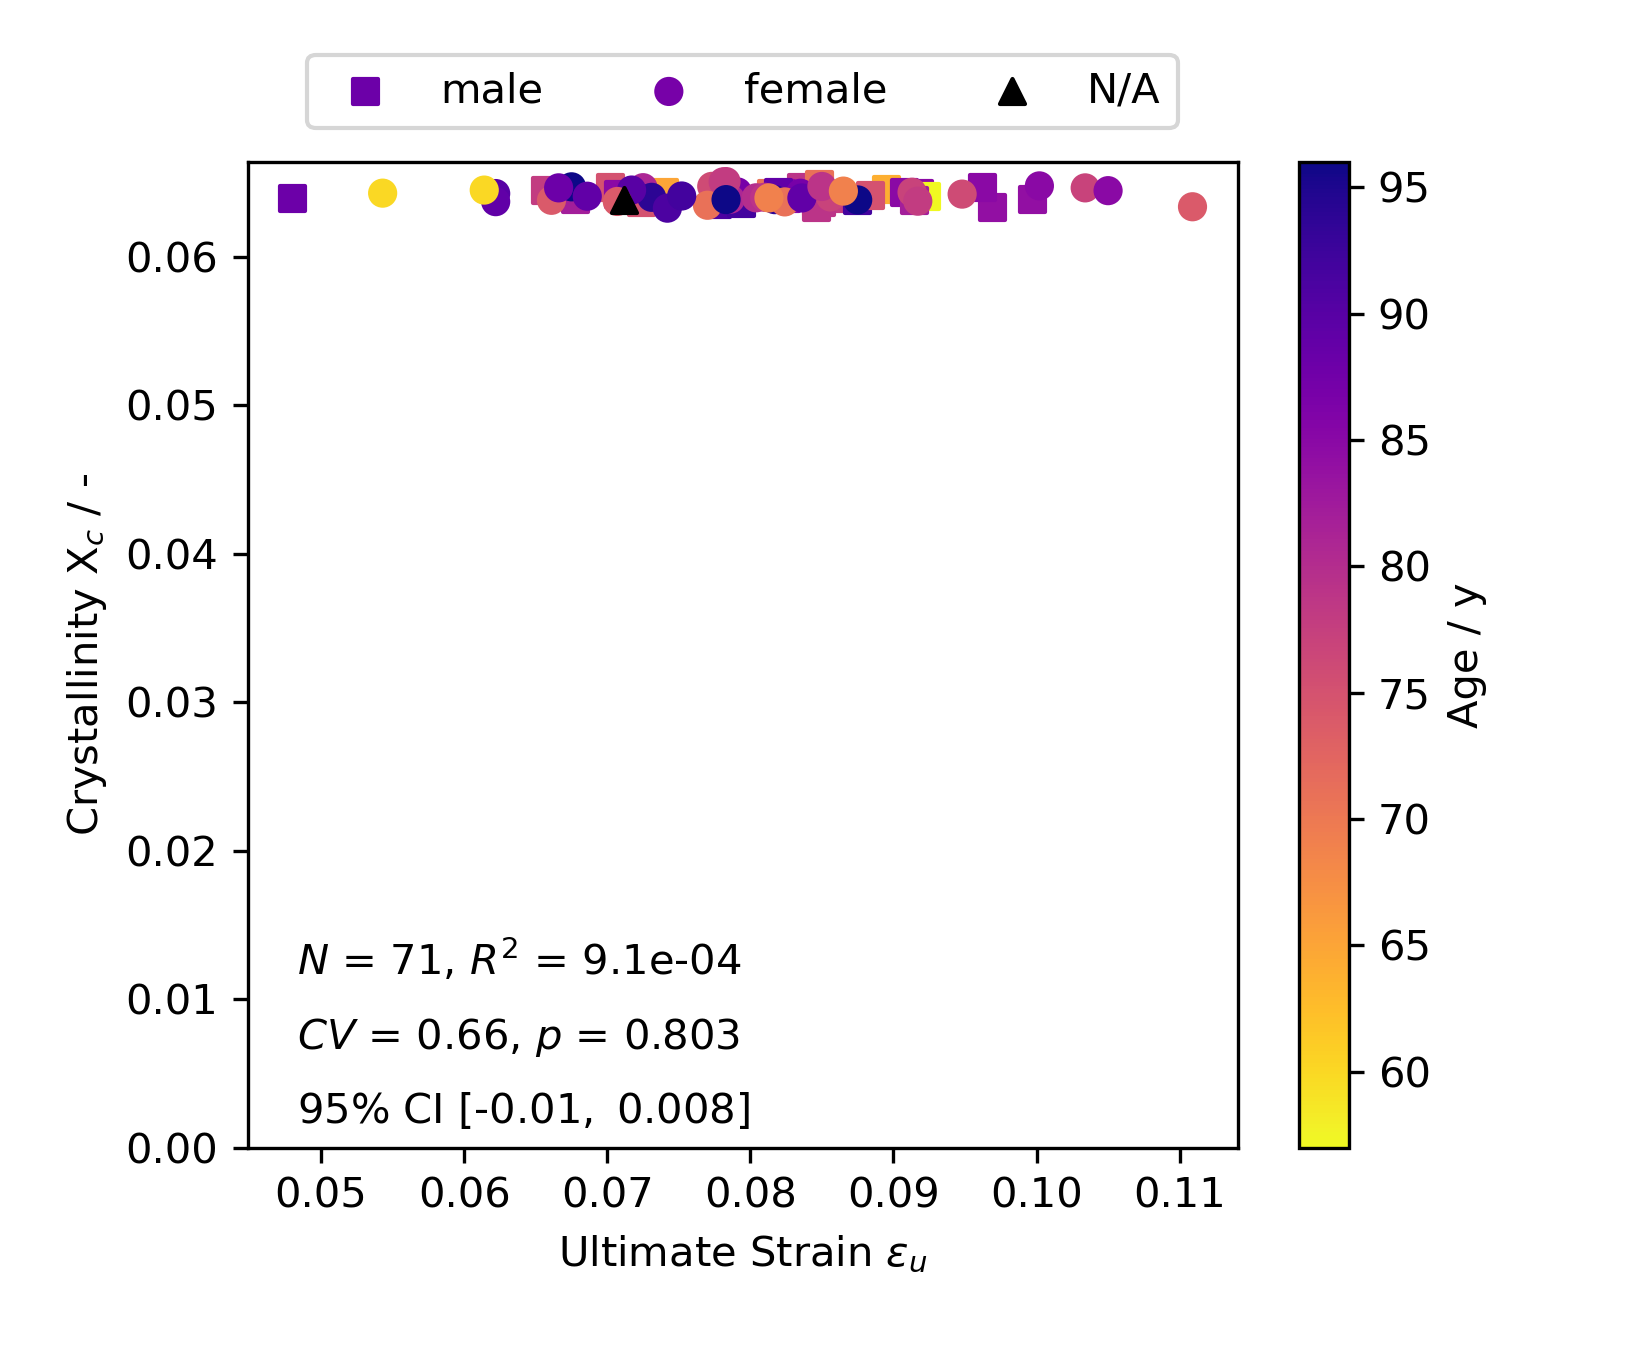 male female N/A
Crystallinity X_c / -
0.06
0.05
0.04
0.03
0.02
0.01
0.00
N = 71, R² = 9.1e-04
CV = 0.66, p = 0.803
95% CI [-0.01, 0.008]
0.05 0.06 0.07 0.08 0.09 0.10 0.11
Ultimate Strain ε_u
95
90
85
80
75
70
65
60
Age / y